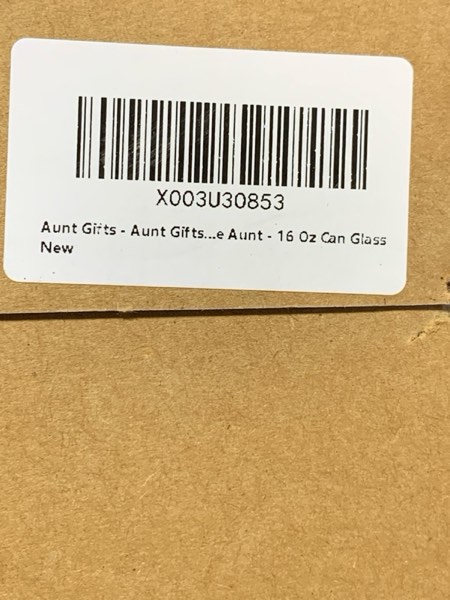 X003U30853
Aunt Gifts - Aunt Gifts...e Aunt - 16 Oz Can Glass
New